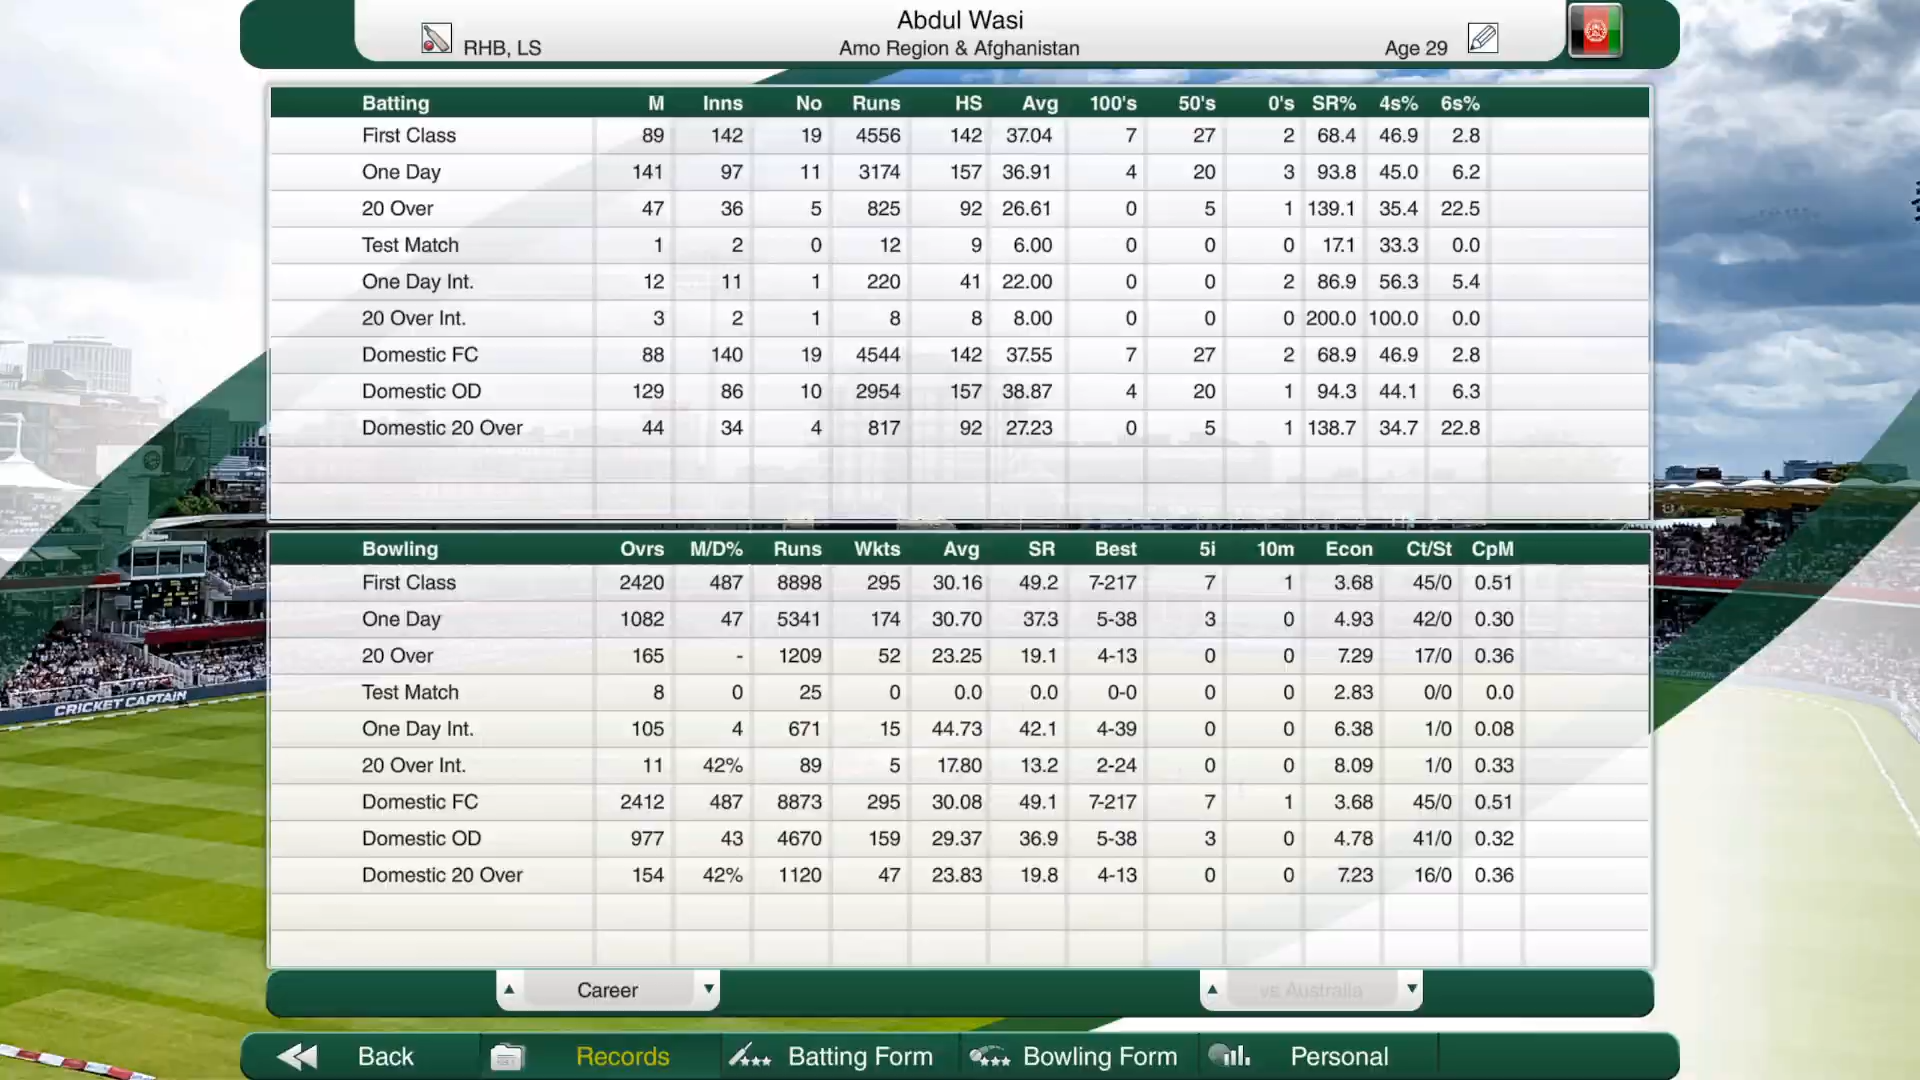 Abdul Wasi
RHB, LS
Amo Region & Afghanistan
Age 29
Batting M Inns No Runs HS Avg 100's 50's 0's SR% 4s% 6s%
First Class 89 142 19 4556 142 37.04 7 27 2 68.4 46.9 2.8
One Day 141 97 11 3174 157 36.91 4 20 3 93.8 45.0 6.2
20 Over 47 36 5 825 92 26.61 0 5 1 139.1 35.4 22.5
Test Match 1 2 0 12 9 6.00 0 0 0 17.1 33.3 0.0
One Day Int. 12 11 1 220 41 22.00 0 0 2 86.9 56.3 5.4
20 Over Int. 3 2 1 8 8 8.00 0 0 0 200.0 100.0 0.0
Domestic FC 88 140 19 4544 142 37.55 7 27 2 68.9 46.9 2.8
Domestic OD 129 86 10 2954 157 38.87 4 20 1 94.3 44.1 6.3
Domestic 20 Over 44 34 4 817 92 27.23 0 5 1 138.7 34.7 22.8
Bowling Ovrs M/D% Runs Wkts Avg SR Best 5i 10m Econ Ct/St CpM
First Class 2420 487 8898 295 30.16 49.2 7-217 7 1 3.68 45/0 0.51
One Day 1082 47 5341 174 30.70 37.3 5-38 3 0 4.93 42/0 0.30
20 Over 165 - 1209 52 23.25 19.1 4-13 0 0 7.29 17/0 0.36
Test Match 8 0 25 0 0.0 0.0 0-0 0 0 2.83 0/0 0.0
One Day Int. 105 4 671 15 44.73 42.1 4-39 0 0 6.38 1/0 0.08
20 Over Int. 11 42% 89 5 17.80 13.2 2-24 0 0 8.09 1/0 0.33
Domestic FC 2412 487 8873 295 30.08 49.1 7-217 7 1 3.68 45/0 0.51
Domestic OD 977 43 4670 159 29.37 36.9 5-38 3 0 4.78 41/0 0.32
Domestic 20 Over 154 42% 1120 47 23.83 19.8 4-13 0 0 7.23 16/0 0.36
CRICKET CAPTAIN
Career
vs Australia
Back
Records
Batting Form
Bowling Form
Personal